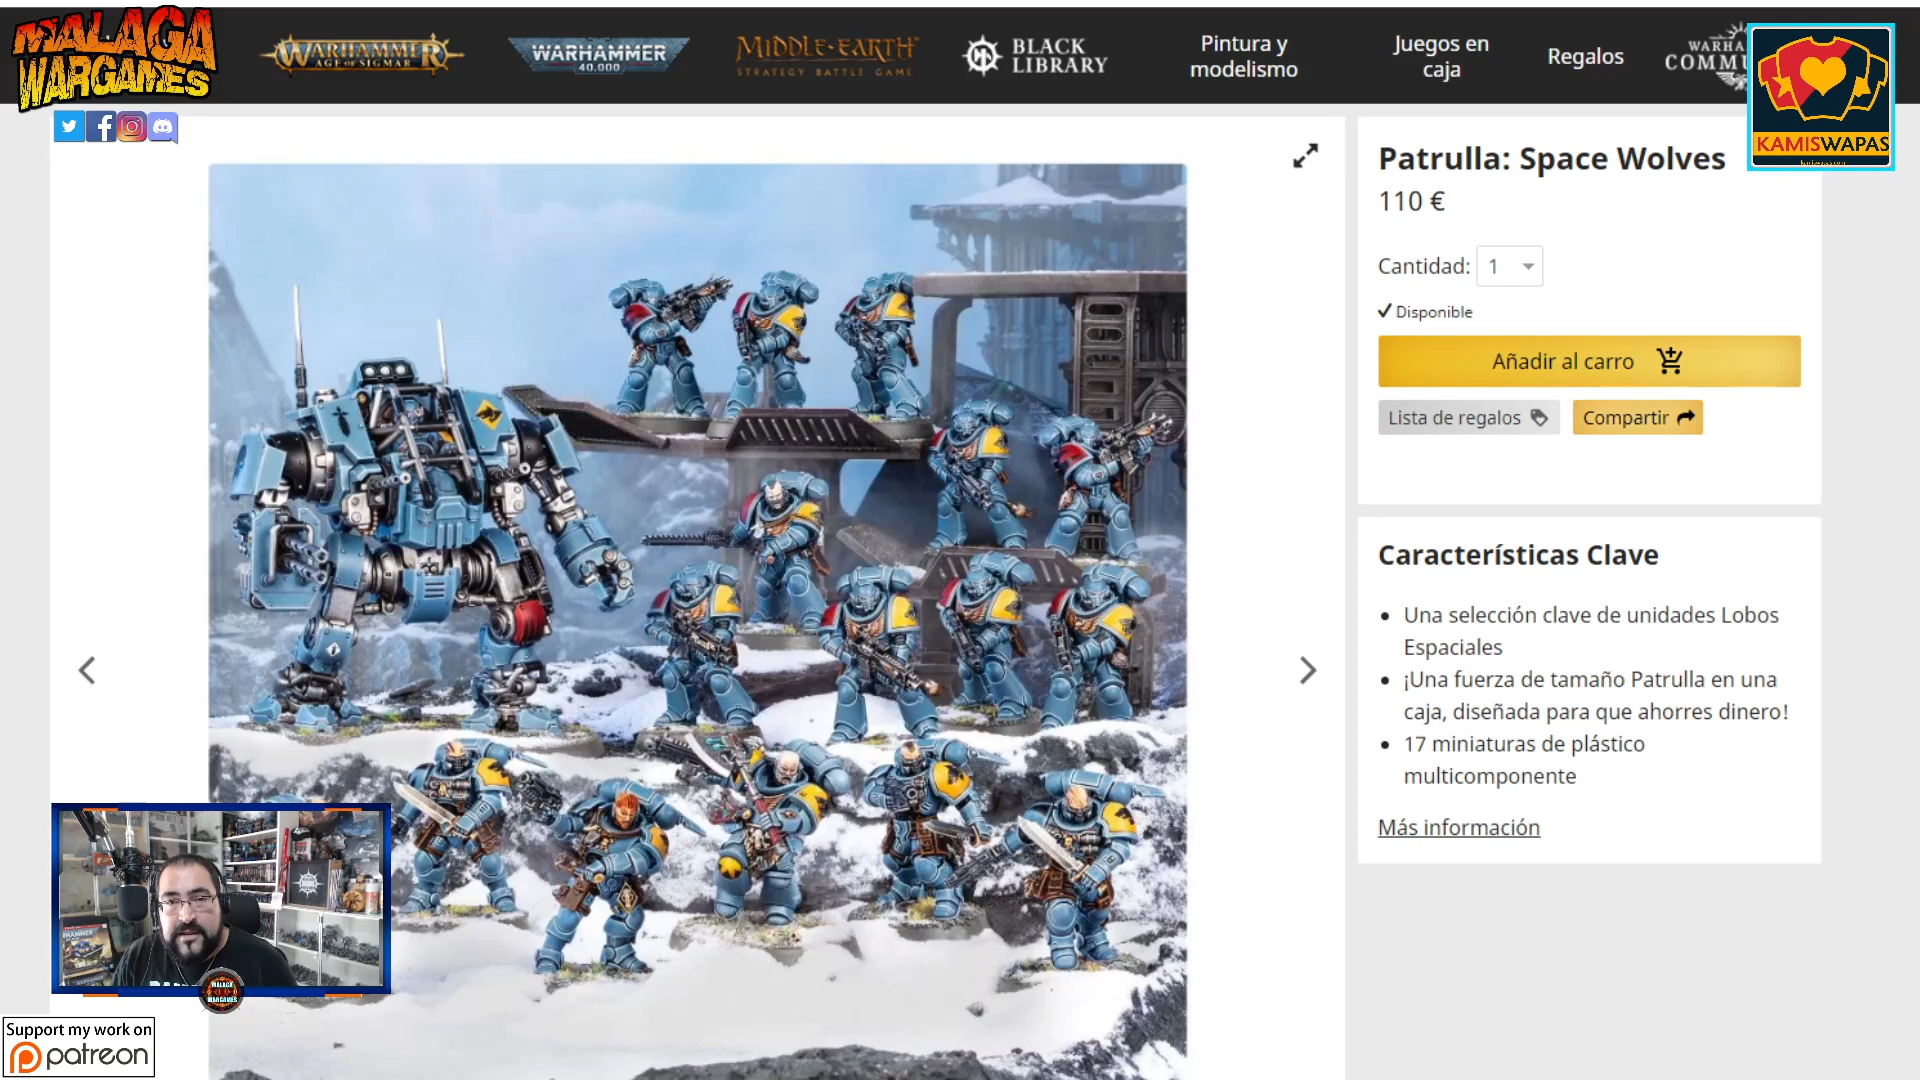 MALAGA
WARGAMES
WARHAMMER
AGE OF SIGMAR
WARHAMMER
40.000
MIDDLE-EARTH
STRATEGY BATTLE GAME
BLACK
LIBRARY
Pintura y
modelismo
Juegos en
caja
Regalos
KAMISWAPAS
Patrulla: Space Wolves
110 €
Cantidad: 1
Disponible
Añadir al carro
Lista de regalos
Compartir
Características Clave
Una selección clave de unidades Lobos
Espaciales
¡Una fuerza de tamaño Patrulla en una
caja, diseñada para que ahorres dinero!
17 miniaturas de plástico
multicomponente
Más información
MALAGA
WARGAMES
Support my work on
patreon